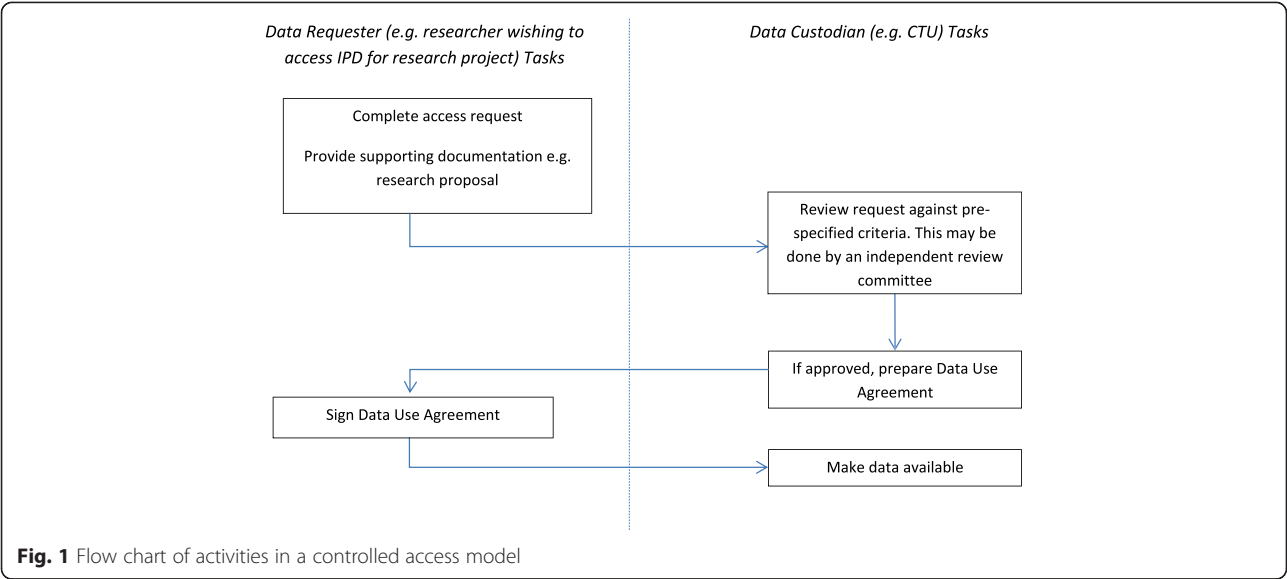 Data Requester (e.g. researcher wishing to
access IPD for research project) Tasks
Data Custodian (e.g. CTU) Tasks
Complete access request
Provide supporting documentation e.g.
research proposal
Review request against pre-
specified criteria. This may be
done by an independent review
committee
If approved, prepare Data Use
Agreement
Sign Data Use Agreement
Make data available
Fig. 1 Flow chart of activities in a controlled access model